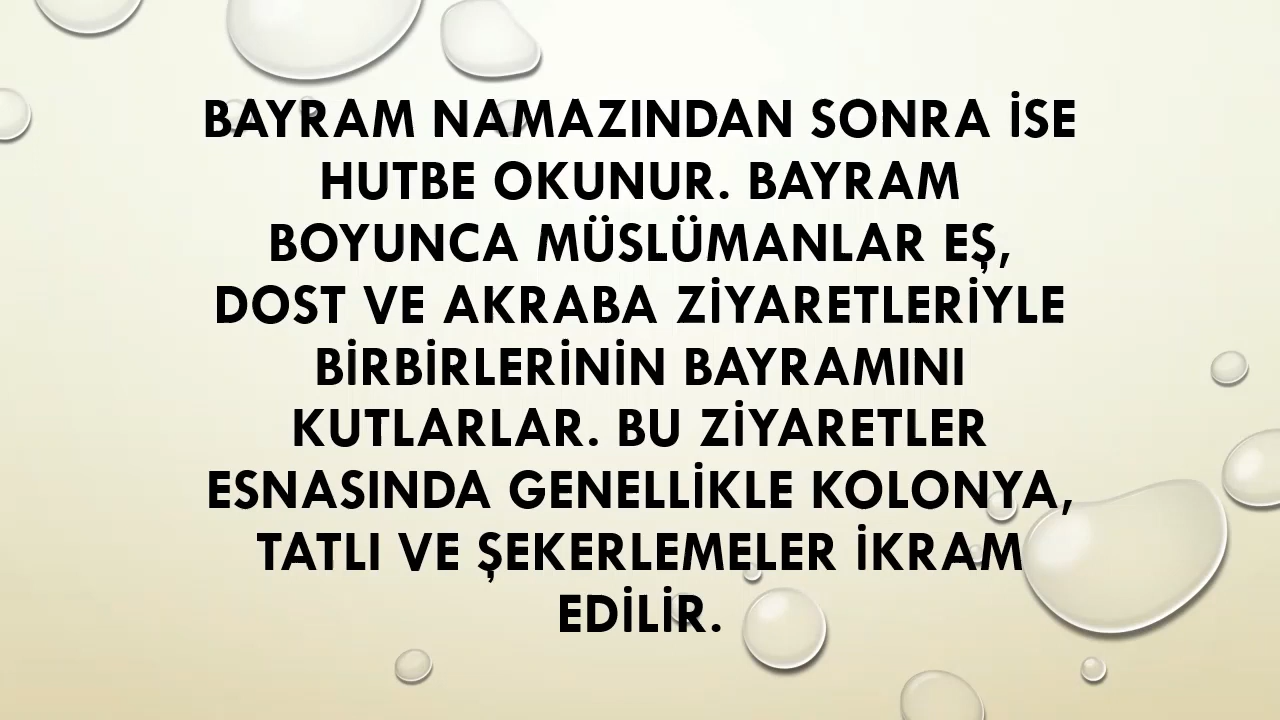 BAYRAM NAMAZINDAN SONRA İSE
HUTBE OKUNUR. BAYRAM
BOYUNCA MÜSLÜMANLAR EŞ,
DOST VE AKRABA ZİYARETLERİYLE
BİRBİRLERİNİN BAYRAMINI
KUTLARLAR. BU ZİYARETLER
ESNASINDA GENELLİKLE KOLONYA,
TATLI VE ŞEKERLEMELER İKRAM
EDİLİR.